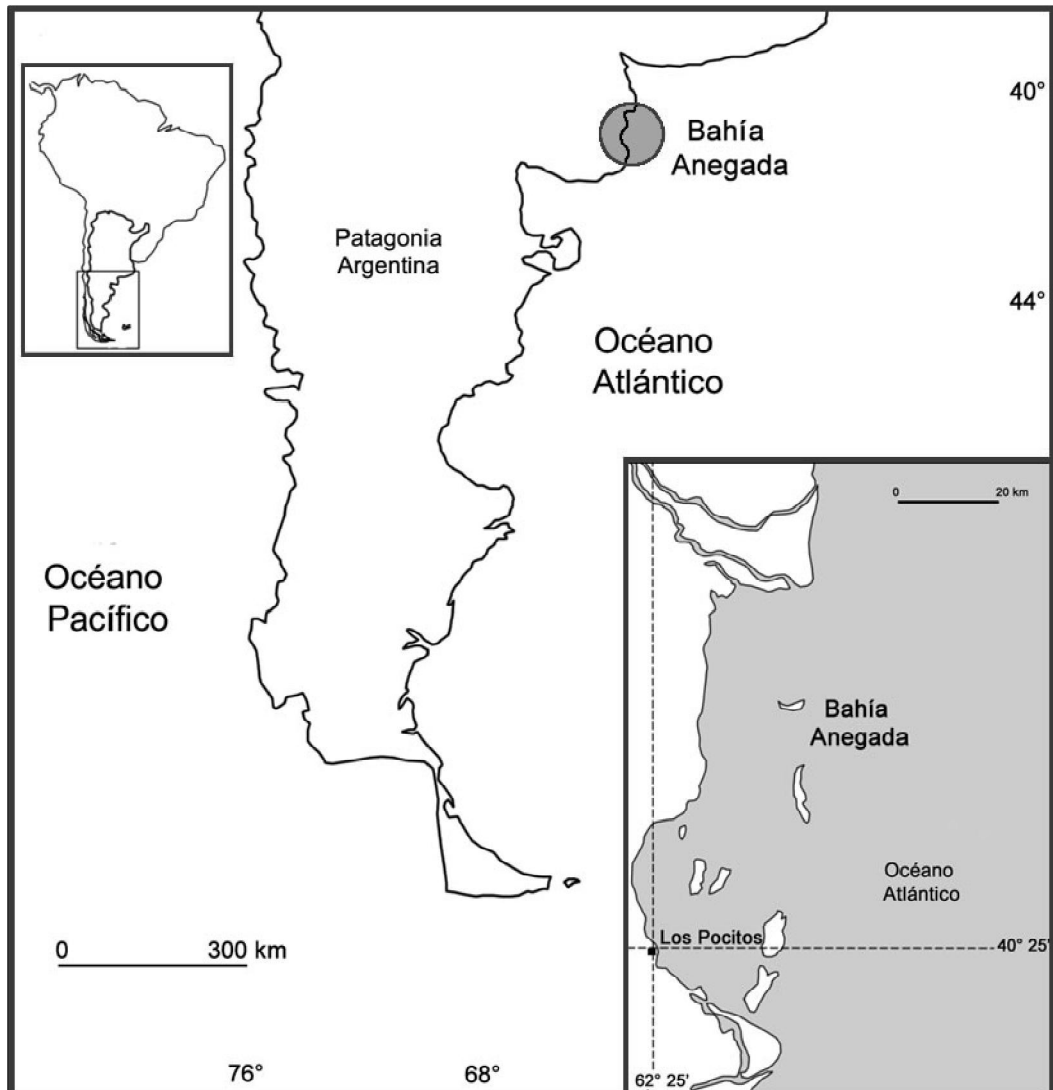 40°
Bahía
Anegada
Patagonia
Argentina
44°
Océano
Atlántico
Océano
Pacífico
0 300 km
76°
68°
0 20 km
Bahía
Anegada
Océano
Atlántico
Los Pocitos
40° 25'
62° 25'